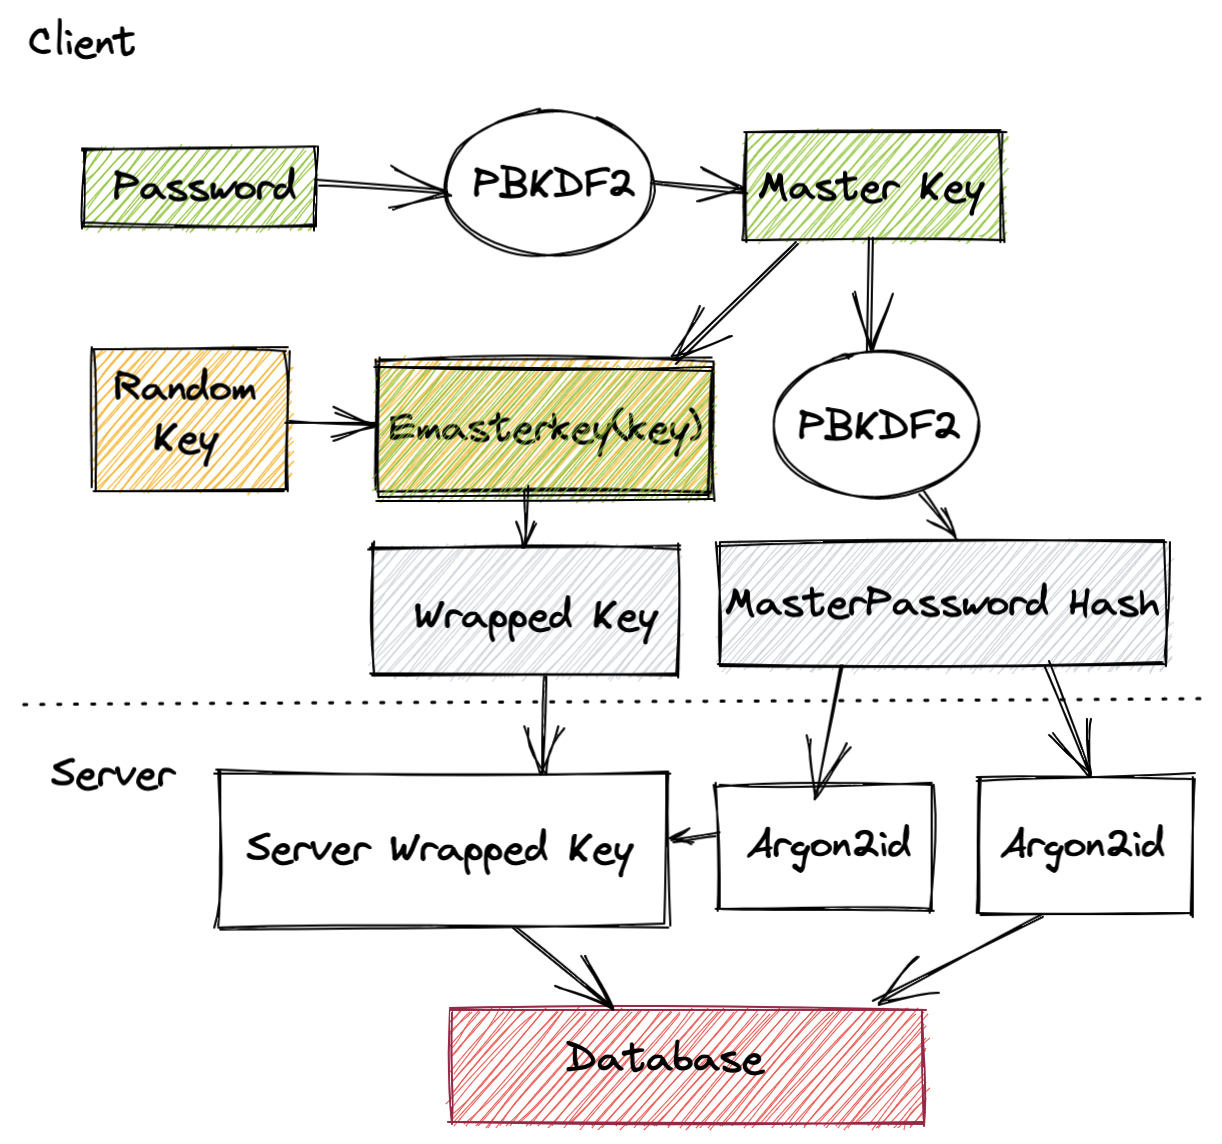 Client
Password
PBKDF2
Master Key
Random
Key
Emasterkey(key)
PBKDF2
Wrapped Key
MasterPassword Hash
Server
Server Wrapped Key
Argon2id
Argon2id
Database